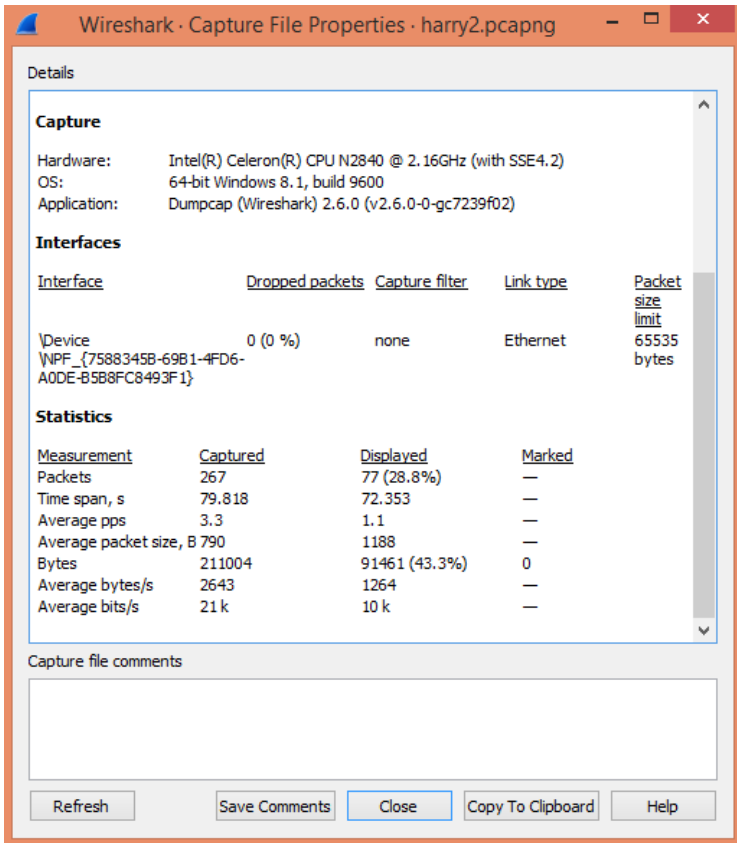 Wireshark · Capture File Properties · harry2.pcapng
Details
Capture
Hardware: Intel(R) Celeron(R) CPU N2840 @ 2.16GHz (with SSE4.2)
OS: 64-bit Windows 8.1, build 9600
Application: Dumpcap (Wireshark) 2.6.0 (v2.6.0-0-gc7239f02)
Interfaces
Interface Dropped packets Capture filter Link type Packet size limit
\Device\NPF_{7588345B-69B1-4FD6-A0DE-B5B8FC8493F1} 0 (0 %) none Ethernet 65535 bytes
Statistics
Measurement Captured Displayed Marked
Packets 267 77 (28.8%) —
Time span, s 79.818 72.353 —
Average pps 3.3 1.1 —
Average packet size, B 790 1188 —
Bytes 211004 91461 (43.3%) 0
Average bytes/s 2643 1264 —
Average bits/s 21 k 10 k —
Capture file comments
Refresh Save Comments Close Copy To Clipboard Help